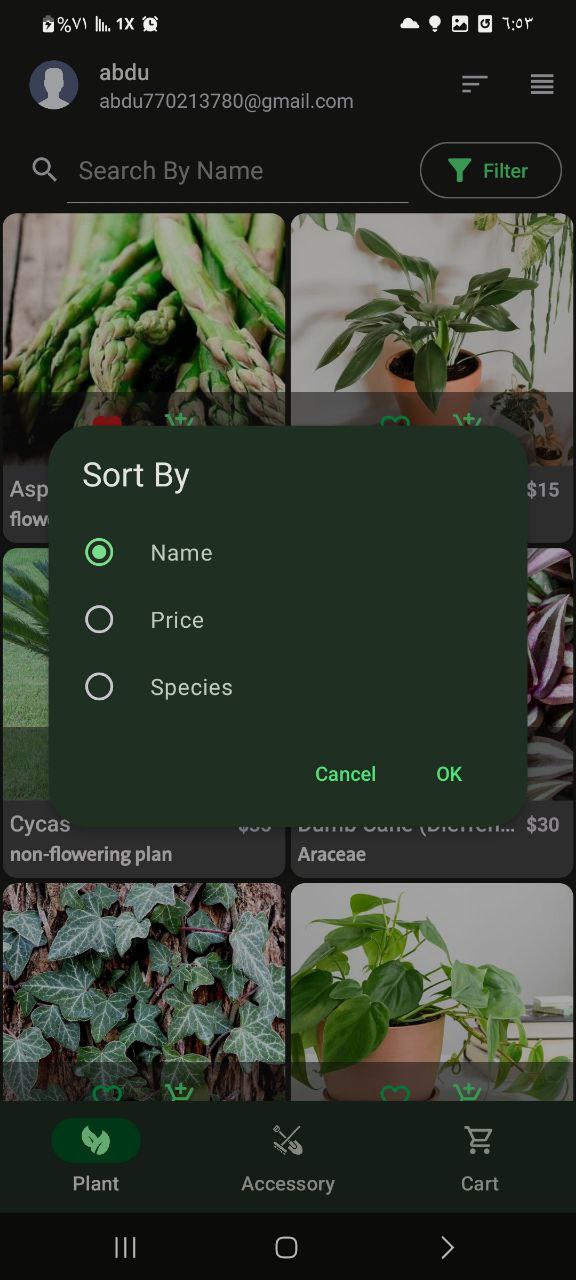 %٧١ 1X ٦:٥٣
abdu
abdu770213780@gmail.com
Search By Name
Filter
Asp
$15
flow
Sort By
Name
Price
Species
Cancel
OK
Cycas
$35
Dumb Cane (Dieffen... $30
non-flowering plan
Araceae
Plant
Accessory
Cart